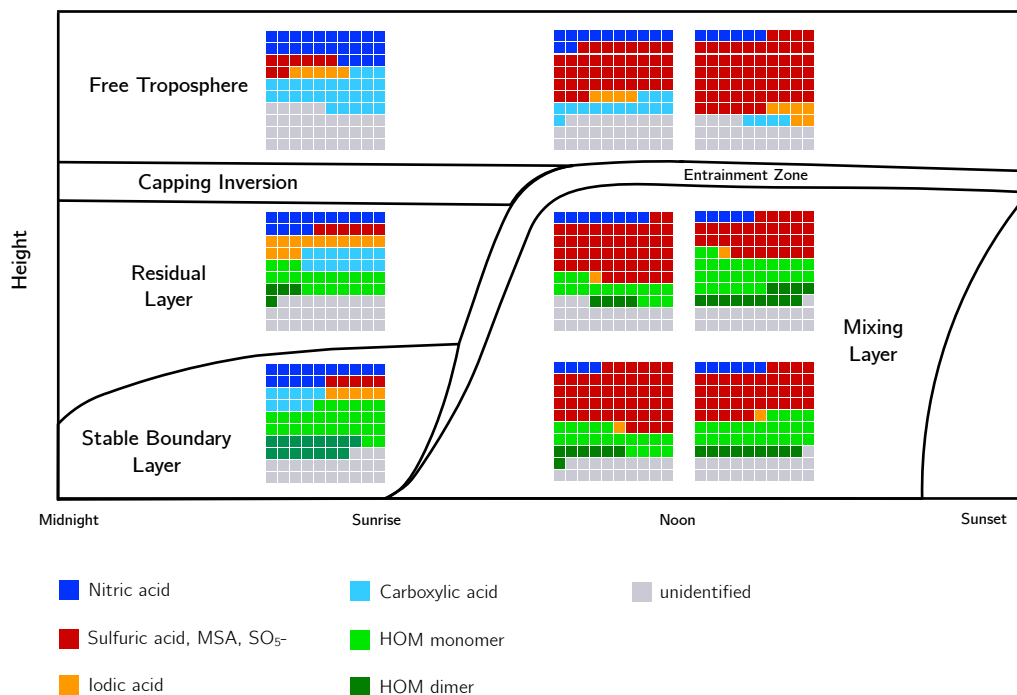 Free Troposphere
Capping Inversion
Entrainment Zone
Height
Residual
Layer
Mixing
Layer
Stable Boundary
Layer
Midnight
Sunrise
Noon
Sunset
Nitric acid
Carboxylic acid
unidentified
Sulfuric acid, MSA, SO₅-
HOM monomer
Iodic acid
HOM dimer